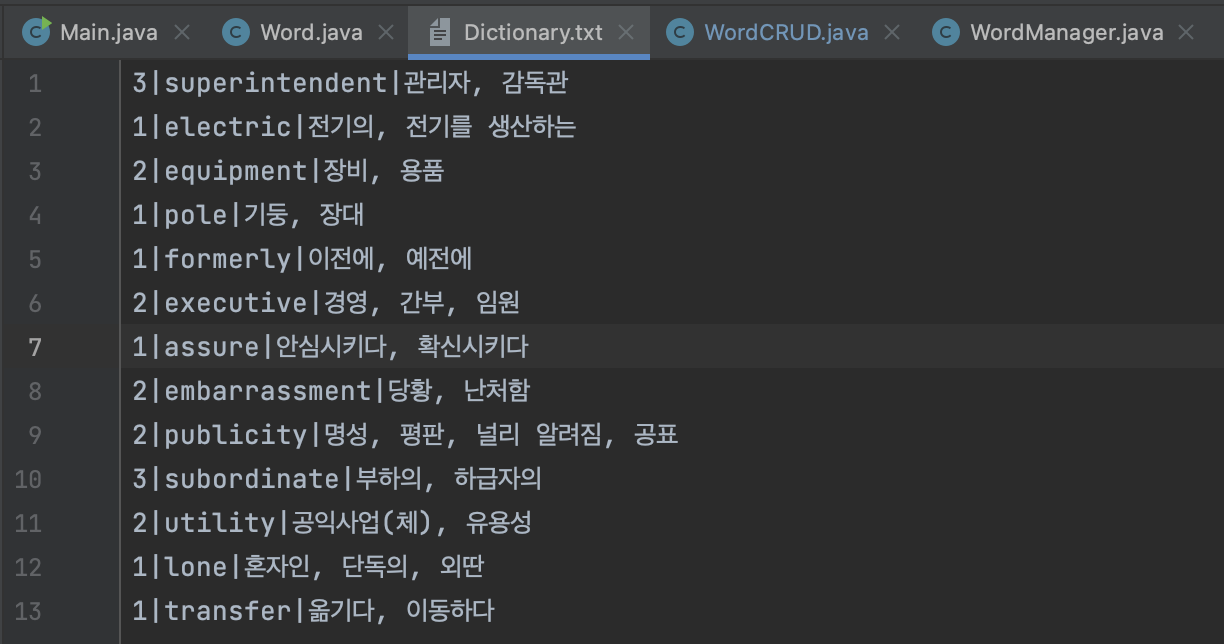 Main.java Word.java Dictionary.txt WordCRUD.java WordManager.java
1 3|superintendent|관리자, 감독관
2 1|electric|전기의, 전기를 생산하는
3 2|equipment|장비, 용품
4 1|pole|기둥, 장대
5 1|formerly|이전에, 예전에
6 2|executive|경영, 간부, 임원
7 1|assure|안심시키다, 확신시키다
8 2|embarrassment|당황, 난처함
9 2|publicity|명성, 평판, 널리 알려짐, 공표
10 3|subordinate|부하의, 하급자의
11 2|utility|공익사업(체), 유용성
12 1|lone|혼자인, 단독의, 외딴
13 1|transfer|옮기다, 이동하다